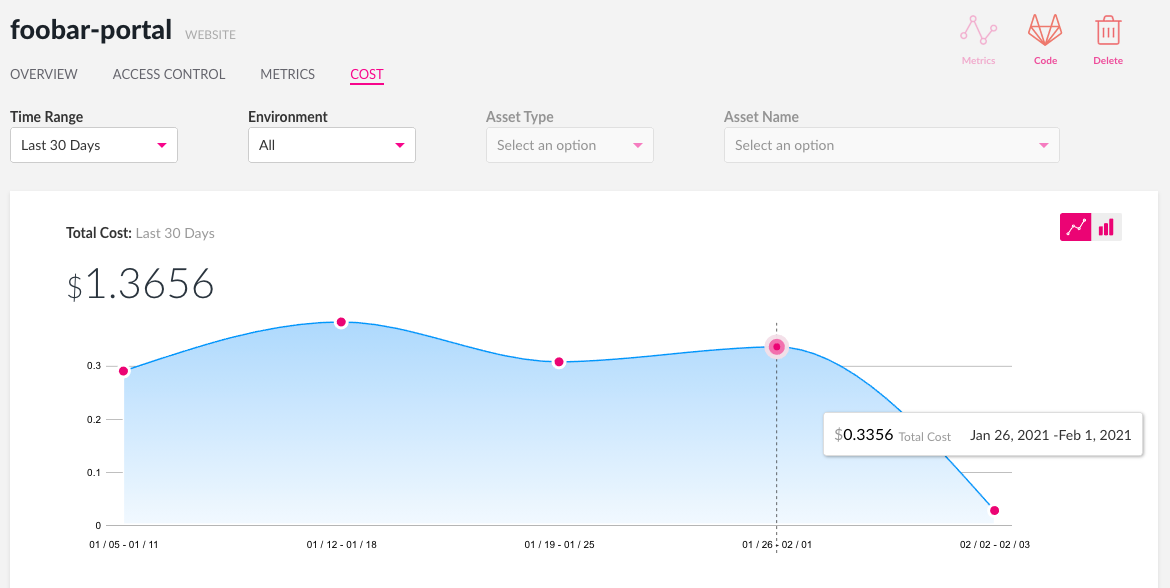 foobar-portal WEBSITE
Metrics Code Delete
OVERVIEW ACCESS CONTROL METRICS COST
Time Range Environment Asset Type Asset Name
Last 30 Days All Select an option Select an option
Total Cost: Last 30 Days
$1.3656
0.3
0.2
$0.3356 Total Cost Jan 26, 2021 -Feb 1, 2021
0.1
0
01 / 05 - 01 / 11 01 / 12 - 01 / 18 01 / 19 - 01 / 25 01 / 26 - 02 / 01 02 / 02 - 02 / 03